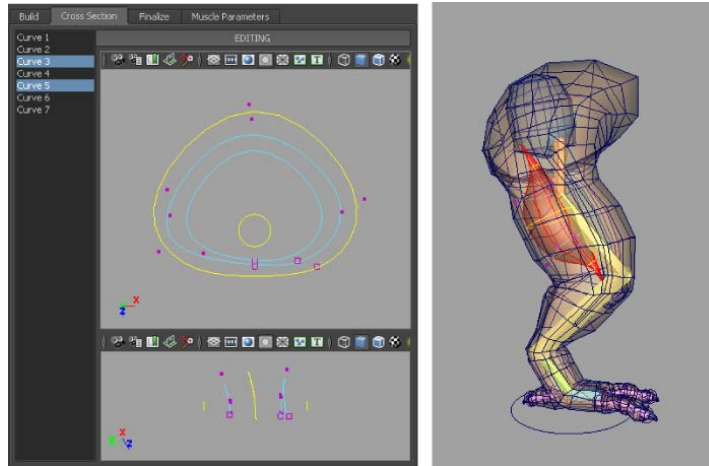 Build Cross Section Finalize Muscle Parameters
Curve 1
Curve 2
Curve 3
Curve 4
Curve 5
Curve 6
Curve 7
EDITING
T
T
X
Z
X
Z